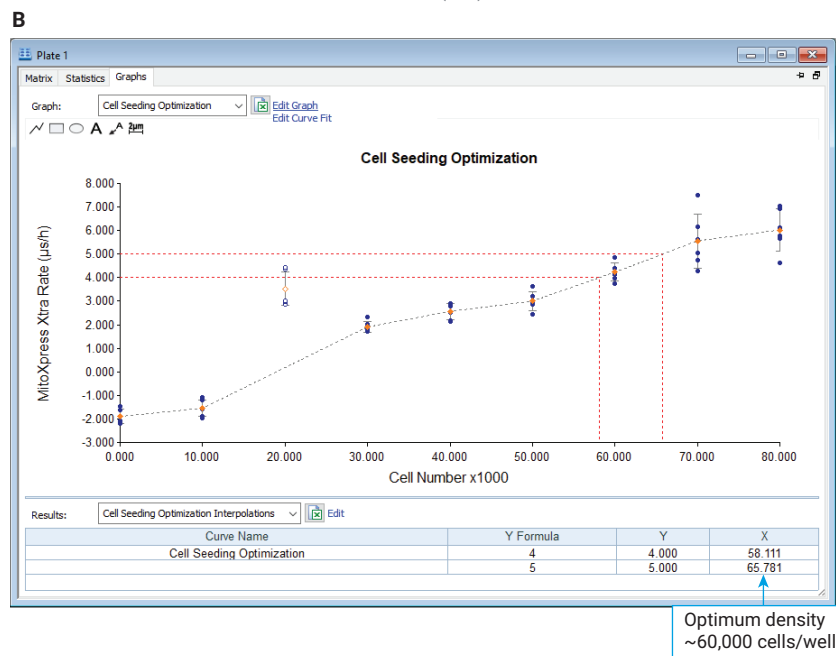 B
Plate 1
Matrix Statistics Graphs
Graph: Cell Seeding Optimization Edit Graph
Edit Curve Fit
A A 2µm
Cell Seeding Optimization
MitoXpress Xtra Rate (µs/h)
8.000
7.000
6.000
5.000
4.000
3.000
2.000
1.000
0.000
-1.000
-2.000
-3.000
0.000 10.000 20.000 30.000 40.000 50.000 60.000 70.000 80.000
Cell Number x1000
Results: Cell Seeding Optimization Interpolations Edit
Curve Name Y Formula Y X
Cell Seeding Optimization 4 4.000 58.111
5 5.000 65.781
Optimum density
~60,000 cells/well